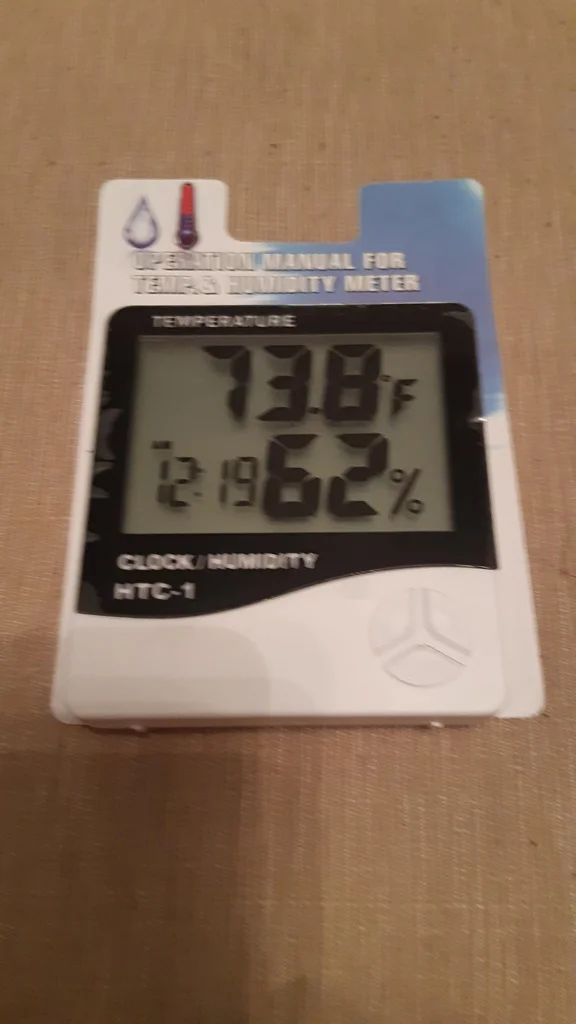 OPERATION MANUAL FOR
TEMP.& HUMIDITY METER
TEMPERATURE
73.8°F
12:19 62%
CLOCK/HUMIDITY
HTC-1